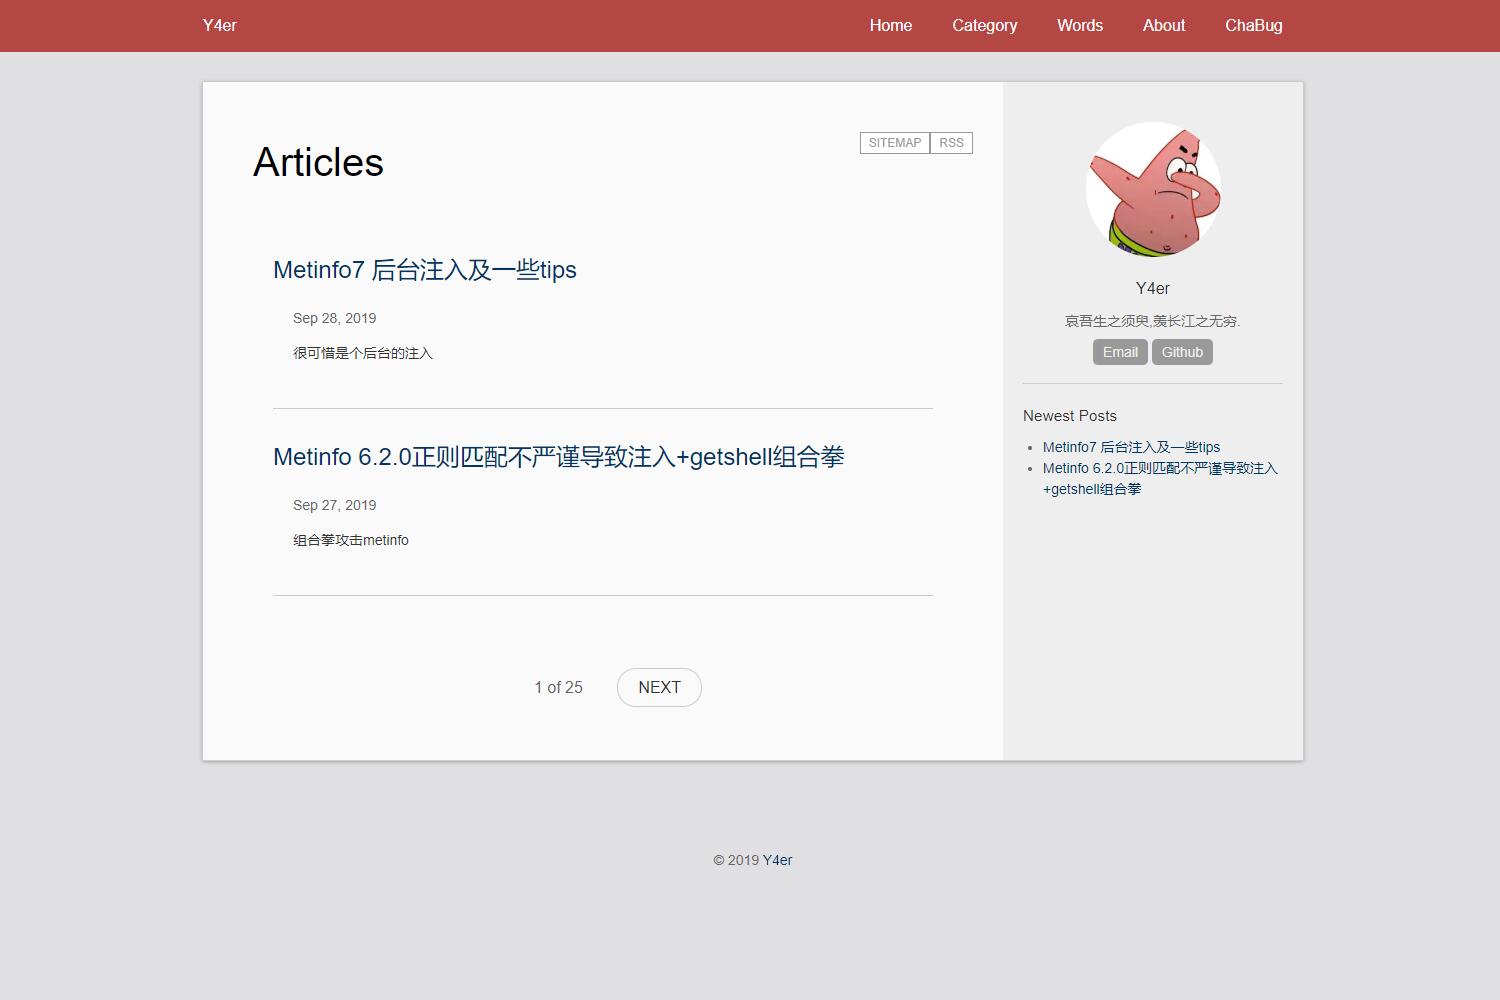 Y4er
Home
Category
Words
About
ChaBug
Articles
SITEMAP
RSS
Metinfo7 后台注入及一些tips
Sep 28, 2019
很可惜是个后台的注入
Metinfo 6.2.0正则匹配不严谨导致注入+getshell组合拳
Sep 27, 2019
组合拳攻击metinfo
1 of 25
NEXT
Y4er
哀吾生之须臾,羡长江之无穷.
Email
Github
Newest Posts
Metinfo7 后台注入及一些tips
Metinfo 6.2.0正则匹配不严谨导致注入
+getshell组合拳
© 2019 Y4er